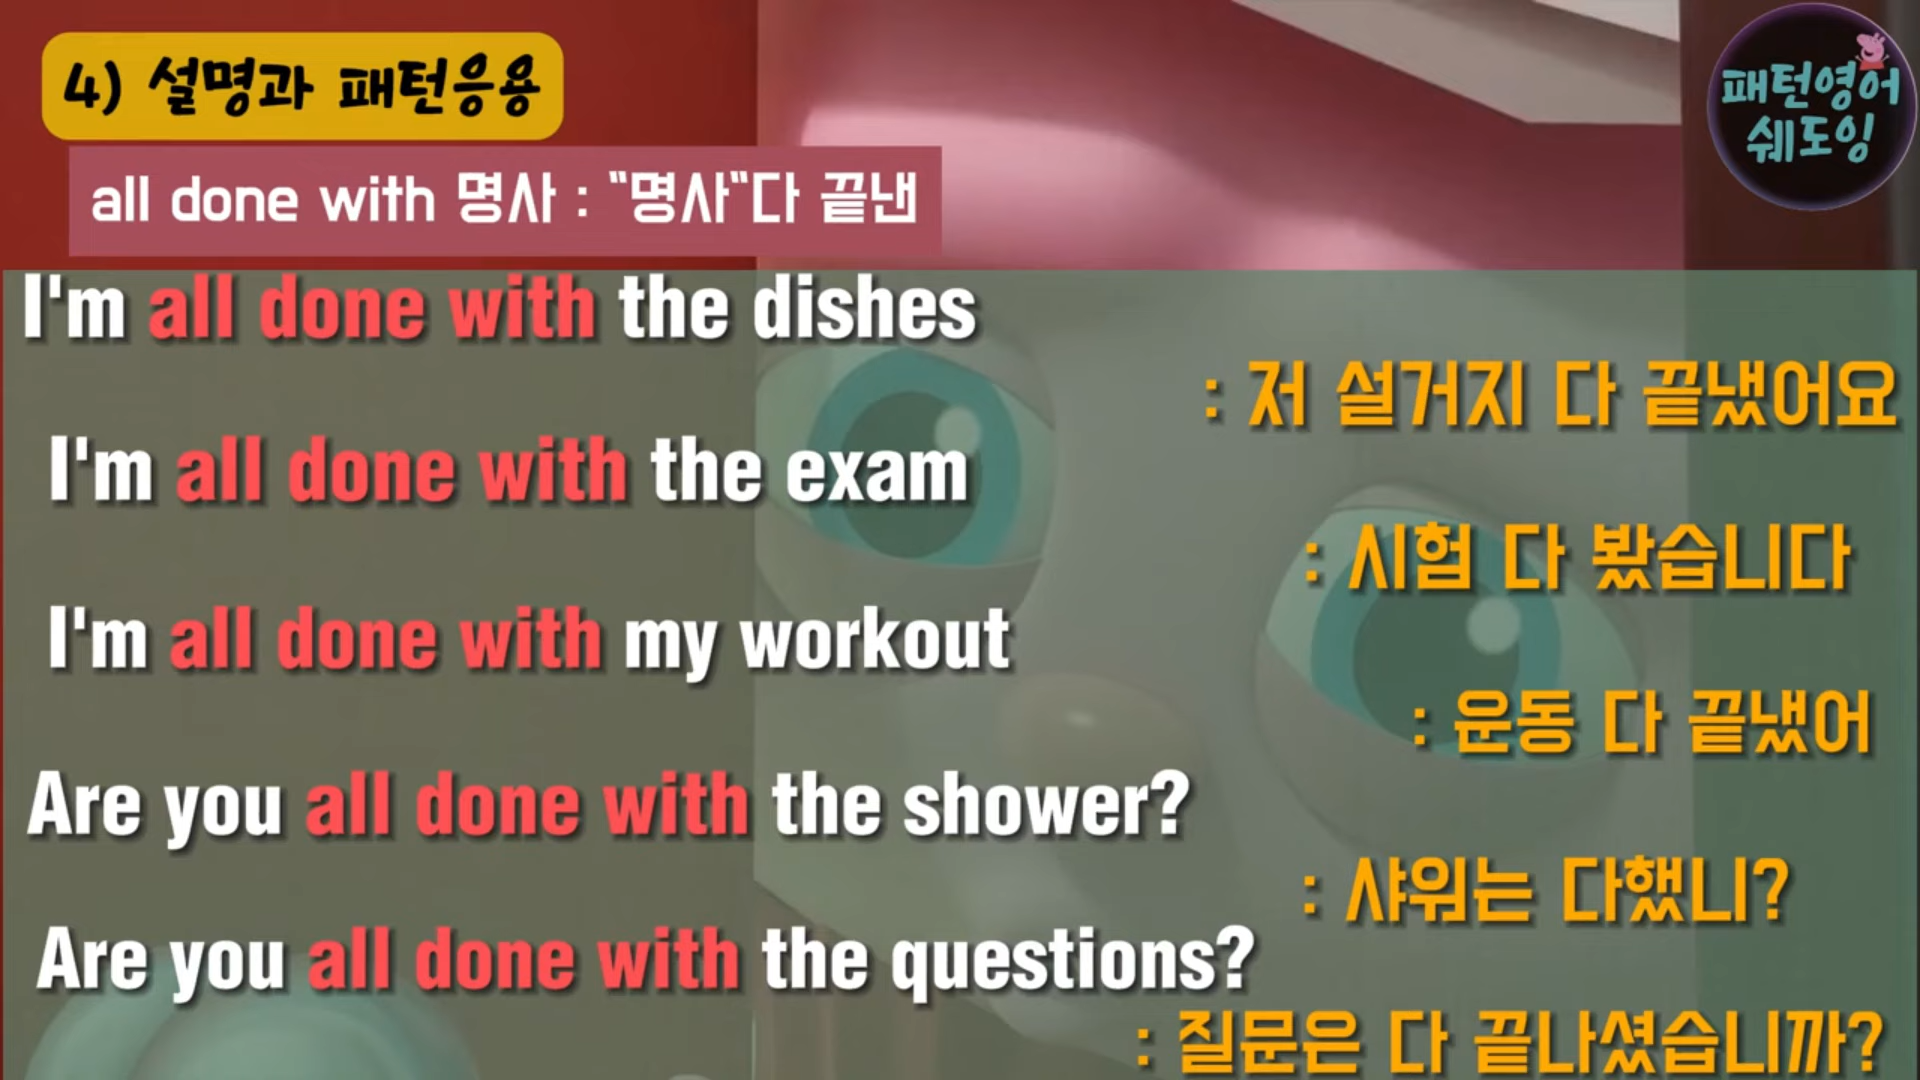 4) 설명과 패턴응용
패턴영어
쉐도잉
all done with 명사 : "명사"다 끝낸
I'm all done with the dishes
: 저 설거지 다 끝냈어요
I'm all done with the exam
: 시험 다 봤습니다
I'm all done with my workout
: 운동 다 끝냈어
Are you all done with the shower?
: 샤워는 다했니?
Are you all done with the questions?
: 질문은 다 끝나셨습니까?